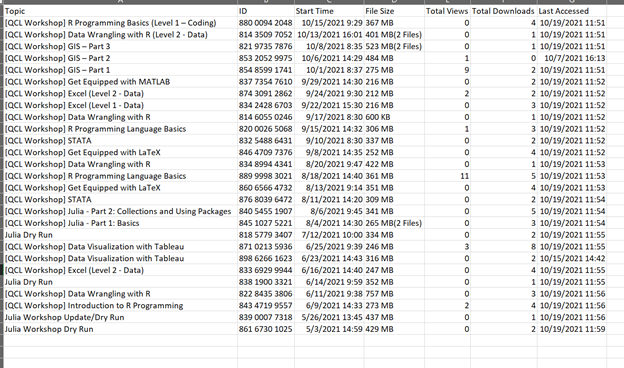 Topic ID Start Time File Size Total Views Total Downloads Last Accessed
[QCL Workshop] R Programming Basics (Level 1 – Coding) 880 0094 2048 10/15/2021 9:29 367 MB 0 4 10/19/2021 11:51
[QCL Workshop] Data Wrangling with R (Level 2 - Data) 814 3509 7052 10/13/2021 16:01 401 MB(2 Files) 0 1 10/19/2021 11:51
[QCL Workshop] GIS – Part 3 821 9735 7876 10/8/2021 8:35 523 MB(2 Files) 0 1 10/19/2021 11:51
[QCL Workshop] GIS – Part 2 853 2052 9975 10/6/2021 14:29 484 MB 1 0 10/7/2021 16:13
[QCL Workshop] GIS – Part 1 854 8599 1741 10/1/2021 8:37 275 MB 9 2 10/19/2021 11:51
[QCL Workshop] Get Equipped with MATLAB 837 7354 7610 9/29/2021 14:30 216 MB 0 2 10/19/2021 11:52
[QCL Workshop] Excel (Level 2 - Data) 874 3091 2862 9/24/2021 9:30 212 MB 2 2 10/19/2021 11:52
[QCL Workshop] Excel (Level 1 - Data) 834 2428 6703 9/22/2021 15:30 216 MB 0 3 10/19/2021 11:52
[QCL Workshop] Data Wrangling with R 814 6055 0246 9/17/2021 8:30 600 KB 0 1 10/19/2021 11:52
[QCL Workshop] R Programming Language Basics 820 0026 5068 9/15/2021 14:32 306 MB 1 3 10/19/2021 11:52
[QCL Workshop] STATA 832 5488 6431 9/10/2021 8:30 337 MB 0 2 10/19/2021 11:52
[QCL Workshop] Get Equipped with LaTeX 846 4709 7376 9/8/2021 14:35 252 MB 0 4 10/19/2021 11:52
[QCL Workshop] Data Wrangling with R 834 8994 4341 8/20/2021 9:47 422 MB 0 1 10/19/2021 11:53
[QCL Workshop] R Programming Language Basics 889 9998 3021 8/18/2021 14:40 361 MB 11 5 10/19/2021 11:53
[QCL Workshop] Get Equipped with LaTeX 860 6566 4732 8/13/2021 9:14 351 MB 0 4 10/19/2021 11:53
[QCL Workshop] STATA 876 8039 6472 8/11/2021 14:20 309 MB 0 2 10/19/2021 11:54
[QCL Workshop] Julia - Part 2: Collections and Using Packages 840 5455 1907 8/6/2021 9:45 341 MB 0 5 10/19/2021 11:54
[QCL Workshop] Julia - Part 1: Basics 845 1027 5221 8/4/2021 14:30 265 MB(2 Files) 0 3 10/19/2021 11:54
Julia Dry Run 818 5779 3407 7/12/2021 10:00 334 MB 0 2 10/19/2021 11:55
[QCL Workshop] Data Visualization with Tableau 871 0213 5936 6/25/2021 9:39 246 MB 3 8 10/19/2021 11:55
[QCL Workshop] Data Visualization with Tableau 898 6266 1623 6/23/2021 14:43 316 MB 0 2 10/15/2021 14:42
[QCL Workshop] Excel (Level 2 - Data) 833 6929 9944 6/16/2021 14:40 247 MB 0 4 10/19/2021 11:55
Julia Dry Run 838 1900 3321 6/14/2021 9:59 352 MB 0 1 10/19/2021 11:55
[QCL Workshop] Data Wrangling with R 822 8435 3806 6/11/2021 9:38 757 MB 0 3 10/19/2021 11:56
[QCL Workshop] Introduction to R Programming 843 4719 9557 6/9/2021 14:33 273 MB 2 4 10/19/2021 11:56
Julia Workshop Update/Dry Run 839 0007 7318 5/26/2021 13:45 437 MB 0 1 10/19/2021 11:56
Julia Workshop Dry Run 861 6730 1025 5/3/2021 14:59 429 MB 0 2 10/19/2021 11:59